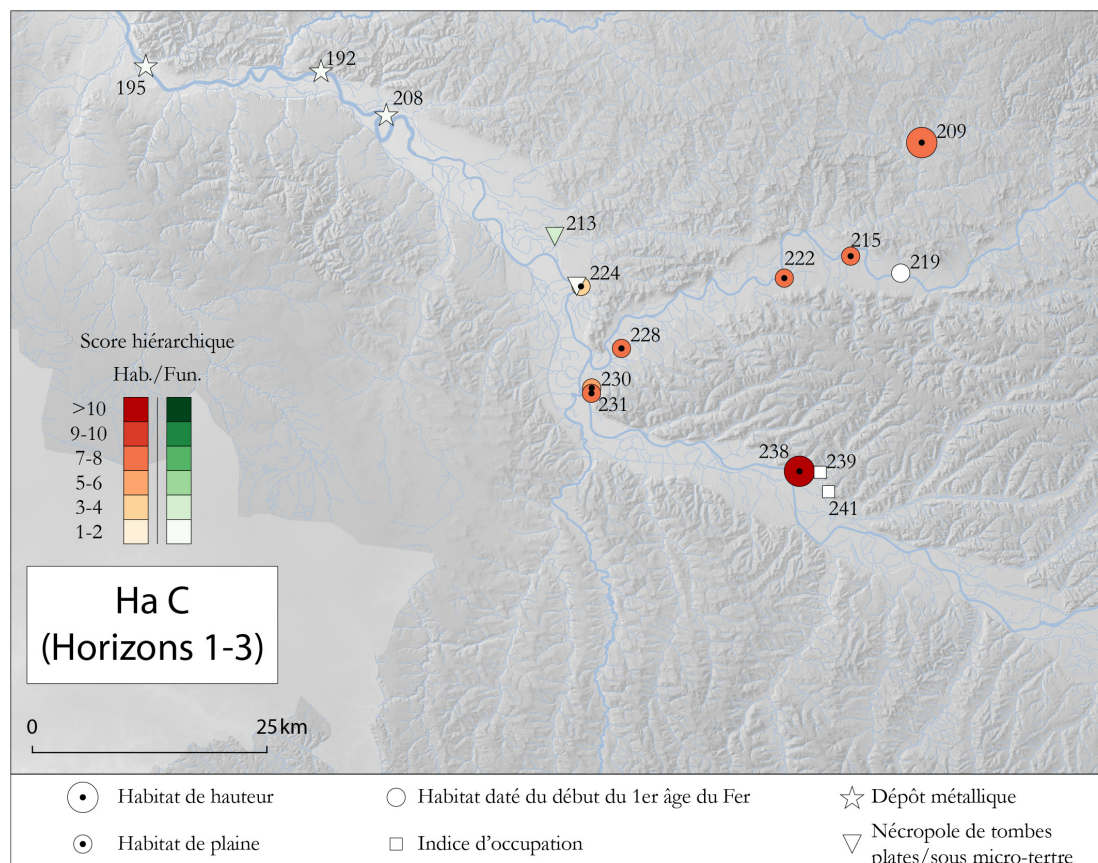 192
195
208
209
213
215
219
222
224
228
230
231
238
239
241
Score hiérarchique
Hab./Fun.
>10
9-10
7-8
5-6
3-4
1-2
Ha C
(Horizons 1-3)
0 25 km
Habitat de hauteur
Habitat daté du début du 1er âge du Fer
Dépôt métallique
Habitat de plaine
Indice d'occupation
Nécropole de tombes
plates/sous micro-tertre